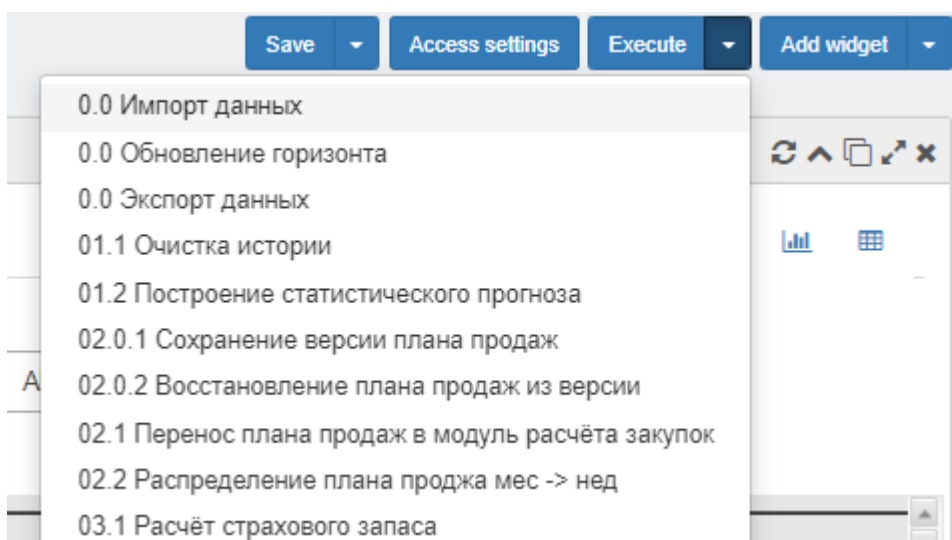 Save Access settings Execute Add widget
0.0 Импорт данных
0.0 Обновление горизонта
0.0 Экспорт данных
01.1 Очистка истории
01.2 Построение статистического прогноза
02.0.1 Сохранение версии плана продаж
А
02.0.2 Восстановление плана продаж из версии
02.1 Перенос плана продаж в модуль расчёта закупок
02.2 Распределение плана проджа мес -> нед
03.1 Расчёт страхового запаса